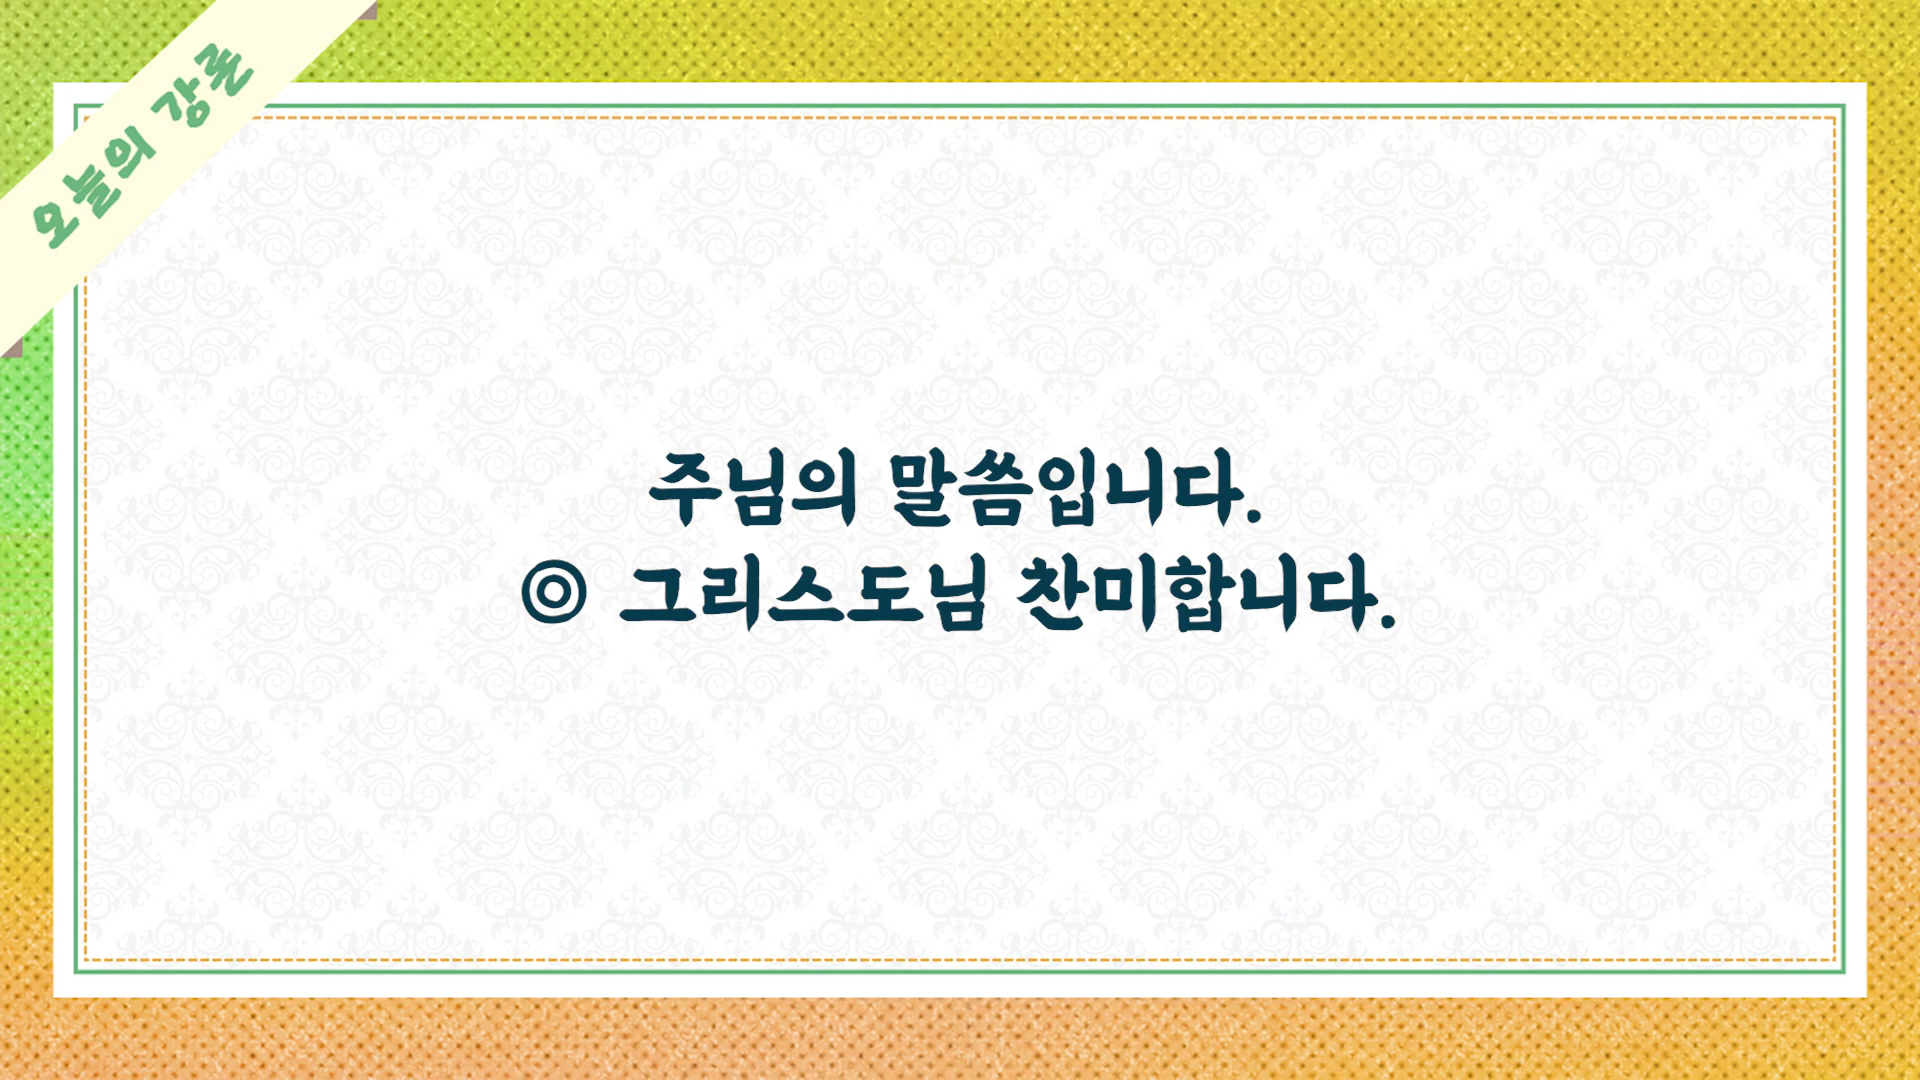 오늘의 강론
주님의 말씀입니다.
◎ 그리스도님 찬미합니다.